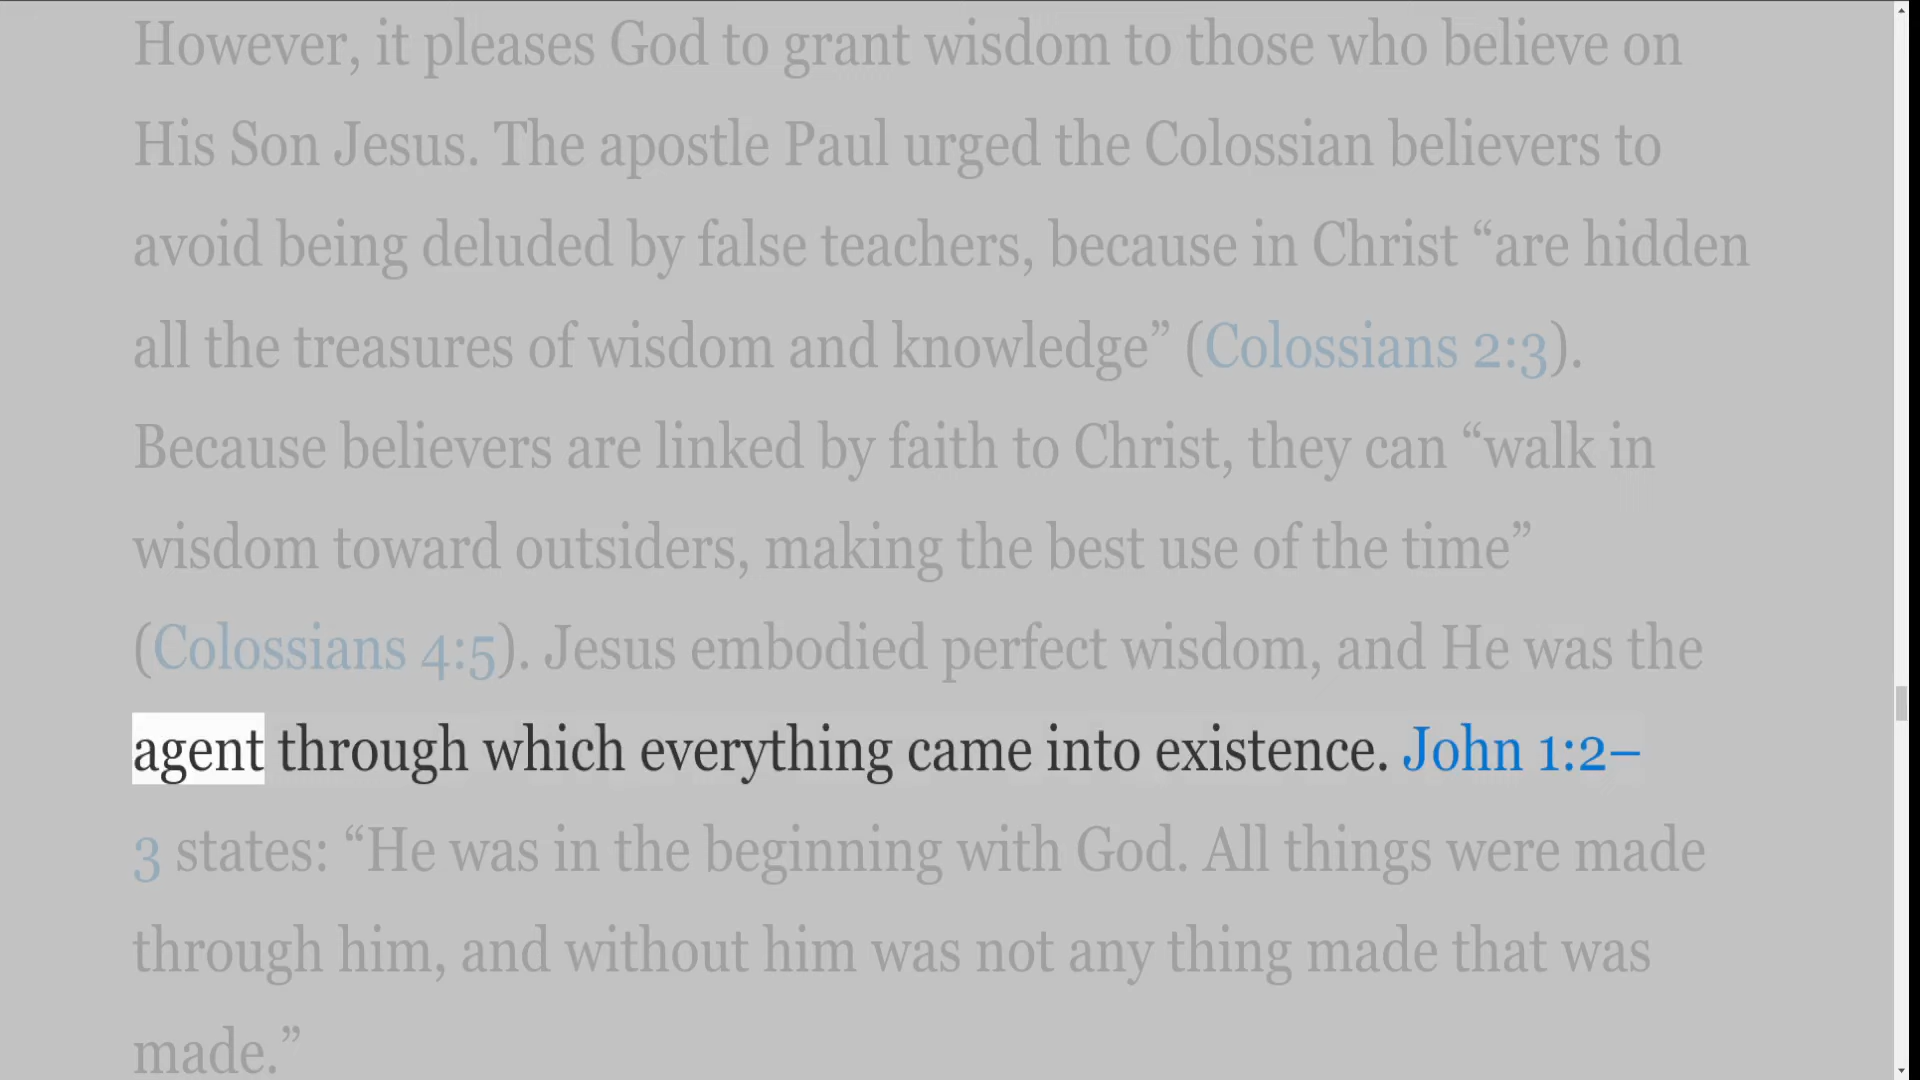 However, it pleases God to grant wisdom to those who believe on
His Son Jesus. The apostle Paul urged the Colossian believers to
avoid being deluded by false teachers, because in Christ “are hidden
all the treasures of wisdom and knowledge” (Colossians 2:3).
Because believers are linked by faith to Christ, they can “walk in
wisdom toward outsiders, making the best use of the time”
(Colossians 4:5). Jesus embodied perfect wisdom, and He was the
agent through which everything came into existence. John 1:2–
3 states: “He was in the beginning with God. All things were made
through him, and without him was not any thing made that was
made.”